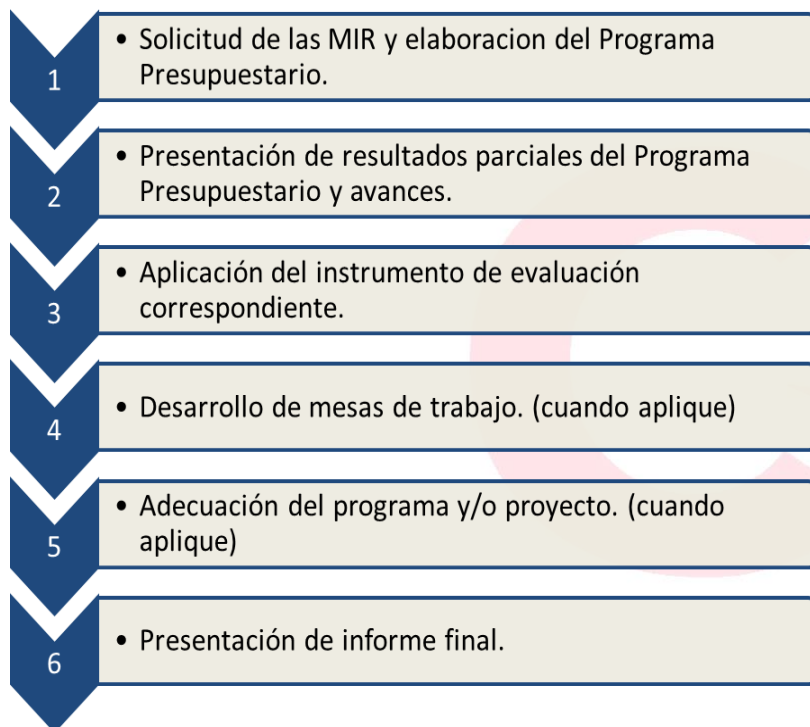 1
• Solicitud de las MIR y elaboracion del Programa
Presupuestario.
2
• Presentación de resultados parciales del Programa
Presupuestario y avances.
3
• Aplicación del instrumento de evaluación
correspondiente.
4
• Desarrollo de mesas de trabajo. (cuando aplique)
5
• Adecuación del programa y/o proyecto. (cuando
aplique)
6
• Presentación de informe final.